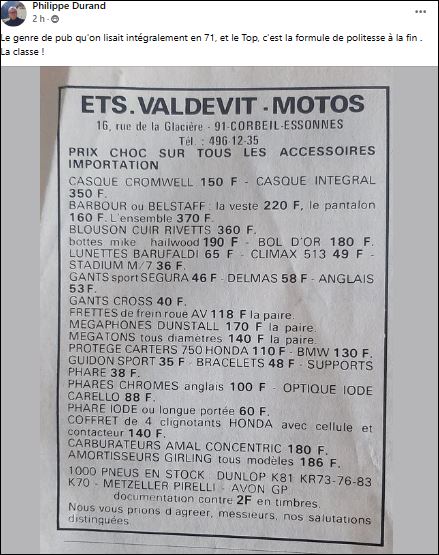 Philippe Durand
2 h ·
Le genre de pub qu'on lisait intégralement en 71, et le Top, c'est la formule de politesse à la fin .
La classe !
ETS. VALDEVIT - MOTOS
16, rue de la Glacière - 91-CORBEIL-ESSONNES
Tél. : 496-12-35
PRIX CHOC SUR TOUS LES ACCESSOIRES
IMPORTATION
CASQUE CROMWELL 150 F - CASQUE INTEGRAL
350 F.
BARBOUR ou BELSTAFF : la veste 220 F, le pantalon
160 F. L'ensemble 370 F.
BLOUSON CUIR RIVETTS 360 F.
bottes mike hailwood 190 F - BOL D'OR 180 F.
LUNETTES BARUFALDI 65 F - CLIMAX 513 49 F -
STADIUM M/7 36 F.
GANTS sport SEGURA 46 F - DELMAS 58 F - ANGLAIS
53 F.
GANTS CROSS 40 F.
FRETTES de frein roue AV 118 F la paire.
MEGAPHONES DUNSTALL 170 F la paire.
MEGATONS tous diamètres 140 F la paire.
PROTEGE CARTERS 750 HONDA 110 F - BMW 130 F.
GUIDON SPORT 35 F - BRACELETS 48 F - SUPPORTS
PHARE 38 F.
PHARES CHROMES anglais 100 F - OPTIQUE IODE
CARELLO 88 F.
PHARE IODE ou longue portée 60 F.
COFFRET de 4 clignotants HONDA avec cellule et
contacteur 140 F.
CARBURATEURS AMAL CONCENTRIC 180 F.
AMORTISSEURS GIRLING tous modèles 186 F.
1000 PNEUS EN STOCK DUNLOP K81 KR73-76-83
K70 - METZELLER PIRELLI - AVON GP
documentation contre 2F en timbres.
Nous vous prions d'agréer, messieurs, nos salutations
distinguées